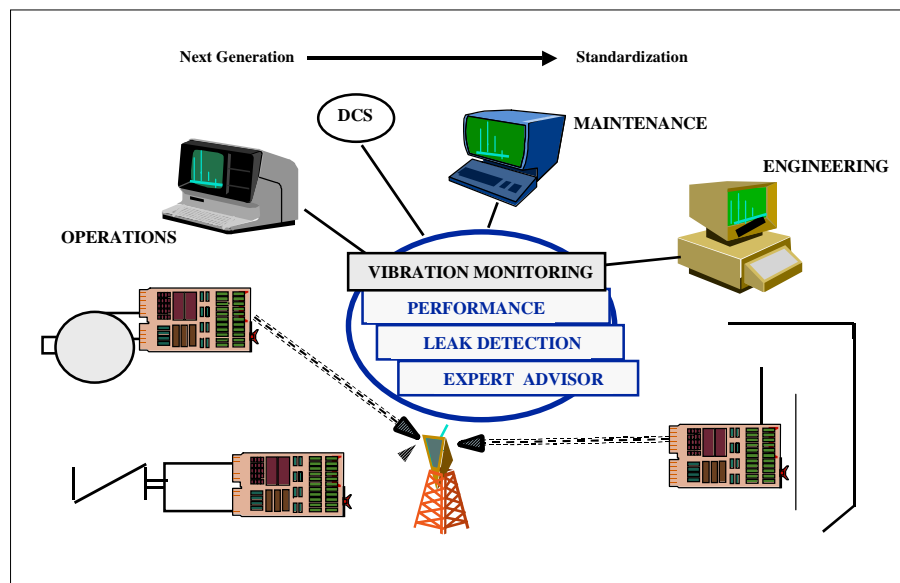 Next Generation
Standardization
DCS
MAINTENANCE
ENGINEERING
OPERATIONS
VIBRATION MONITORING
PERFORMANCE
LEAK DETECTION
EXPERT ADVISOR